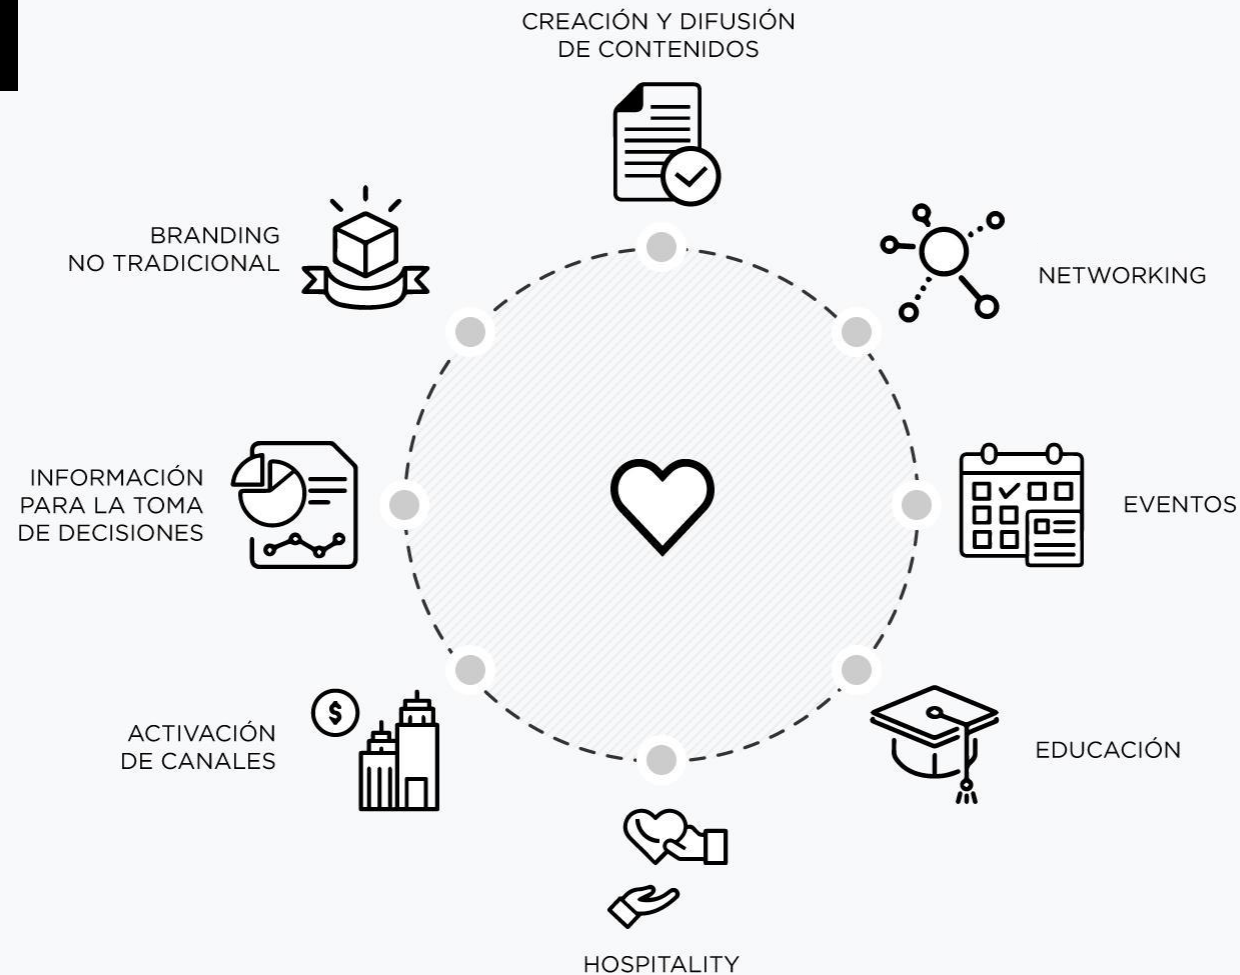 CREACIÓN Y DIFUSIÓN
DE CONTENIDOS
BRANDING
NO TRADICIONAL
NETWORKING
INFORMACIÓN
PARA LA TOMA
DE DECISIONES
EVENTOS
ACTIVACIÓN
DE CANALES
$
EDUCACIÓN
HOSPITALITY